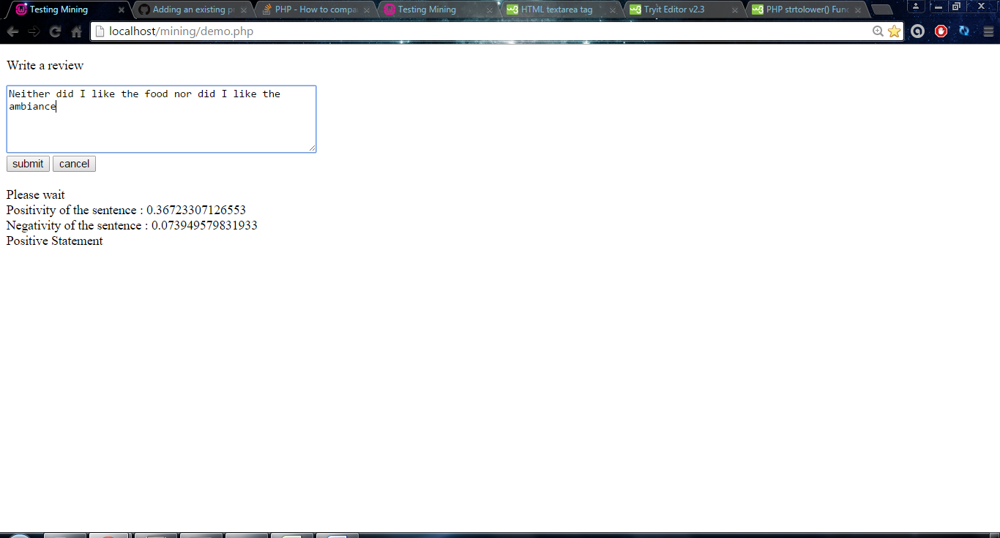 Testing Mining
Adding an existing pr
PHP - How to compa
Testing Mining
HTML textarea tag
Tryit Editor v2.3
PHP strtolower() Func
localhost/mining/demo.php
Write a review
Neither did I like the food nor did I like the
ambiance
submit cancel
Please wait
Positivity of the sentence : 0.36723307126553
Negativity of the sentence : 0.073949579831933
Positive Statement